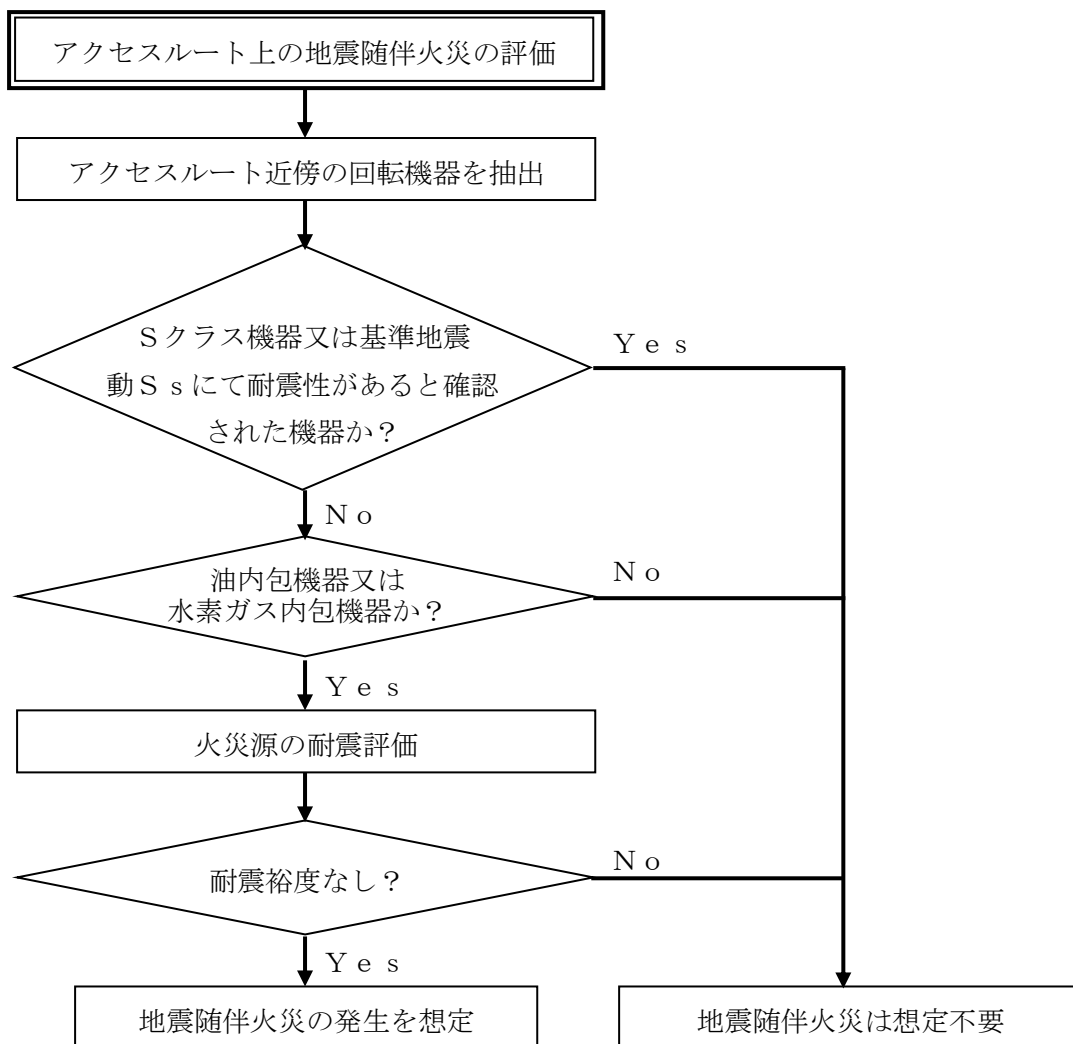 アクセスルート上の地震随伴火災の評価
アクセスルート近傍の回転機器を抽出
Ｓクラス機器又は基準地震
動Ｓｓにて耐震性があると確認
された機器か？
Ｙｅｓ
Ｎｏ
油内包機器又は
水素ガス内包機器か？
Ｎｏ
Ｙｅｓ
火災源の耐震評価
耐震裕度なし？
Ｎｏ
Ｙｅｓ
地震随伴火災の発生を想定
地震随伴火災は想定不要